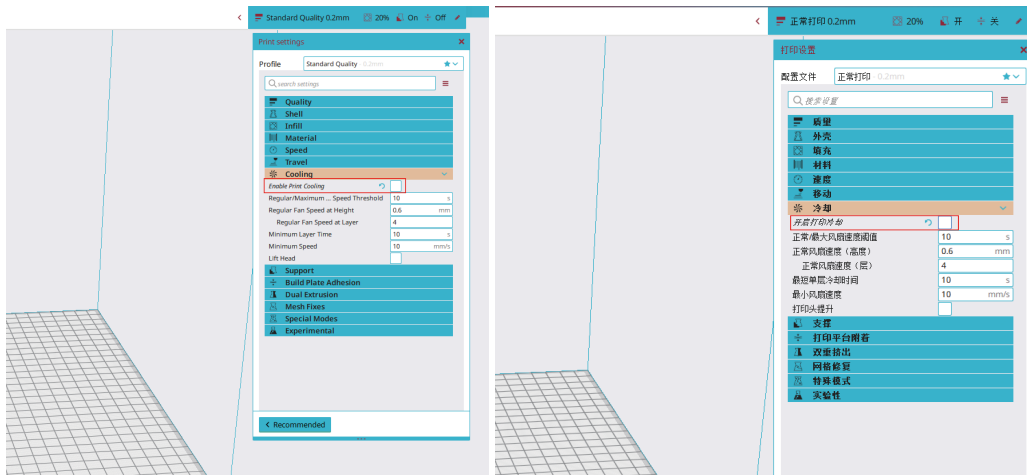 Standard Quality 0.2mm 20% On Off
Print settings
Profile Standard Quality 0.2mm
search settings
Quality
Shell
Infill
Material
Speed
Travel
Cooling
Enable Print Cooling
Regular/Maximum ... Speed Threshold 10 s
Regular Fan Speed at Height 0.6 mm
Regular Fan Speed at Layer 4
Minimum Layer Time 10 s
Minimum Speed 10 mm/s
Lift Head
Support
Build Plate Adhesion
Dual Extrusion
Mesh Fixes
Special Modes
Experimental
Recommended
正常打印 0.2mm 20% 开 关
打印设置
配置文件 正常打印 0.2mm
搜索设置
质量
外壳
填充
材料
速度
移动
冷却
开启打印冷却
正常/最大风扇速度阈值 10 s
正常风扇速度（高度） 0.6 mm
正常风扇速度（层） 4
最短单层冷却时间 10 s
最小风扇速度 10 mm/s
打印头提升
支撑
打印平台附着
双重挤出
网格修复
特殊模式
实验性